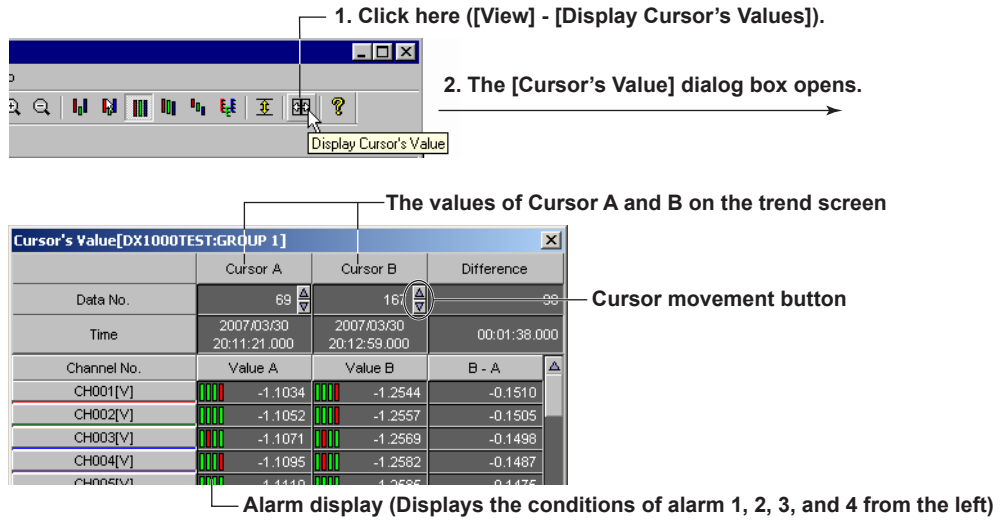 1. Click here ([View] - [Display Cursor's Values]).
2. The [Cursor's Value] dialog box opens.
Display Cursor's Value
The values of Cursor A and B on the trend screen
Cursor's Value[DX1000TEST:GROUP 1]
Cursor A Cursor B Difference
Data No. 69 167 98
Cursor movement button
Time 2007/03/30 20:11:21.000 2007/03/30 20:12:59.000 00:01:38.000
Channel No. Value A Value B B - A
CH001[V] -1.1034 -1.2544 -0.1510
CH002[V] -1.1052 -1.2557 -0.1505
CH003[V] -1.1071 -1.2569 -0.1498
CH004[V] -1.1095 -1.2582 -0.1487
CH005[V]
Alarm display (Displays the conditions of alarm 1, 2, 3, and 4 from the left)